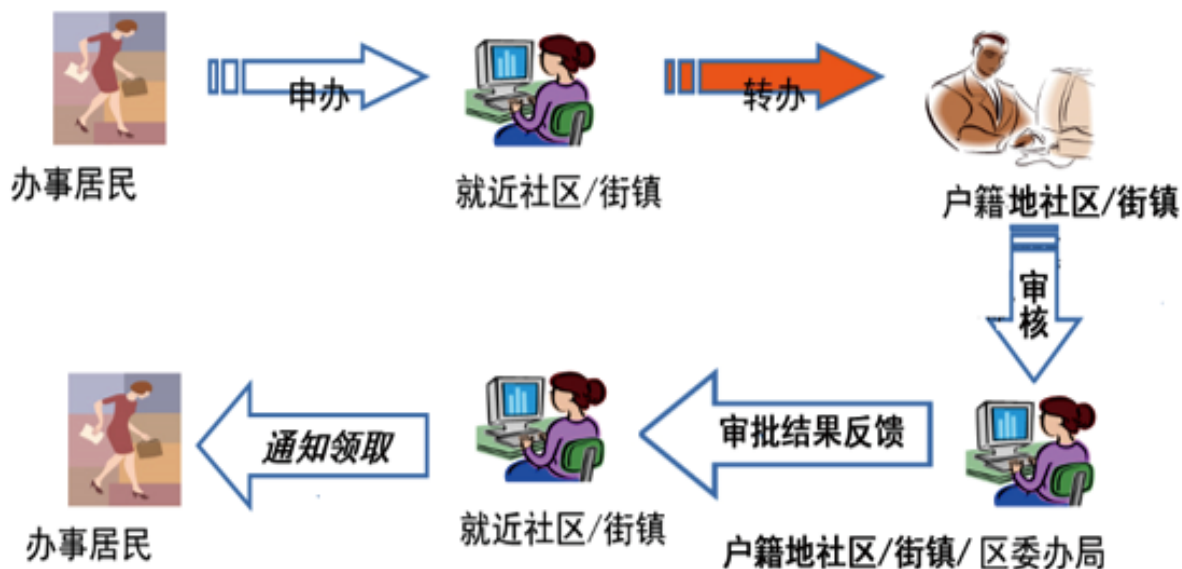 申办
转办
办事居民
就近社区/街镇
户籍地社区/街镇
审
核
审批结果反馈
通知领取
办事居民
就近社区/街镇
户籍地社区/街镇/区委办局